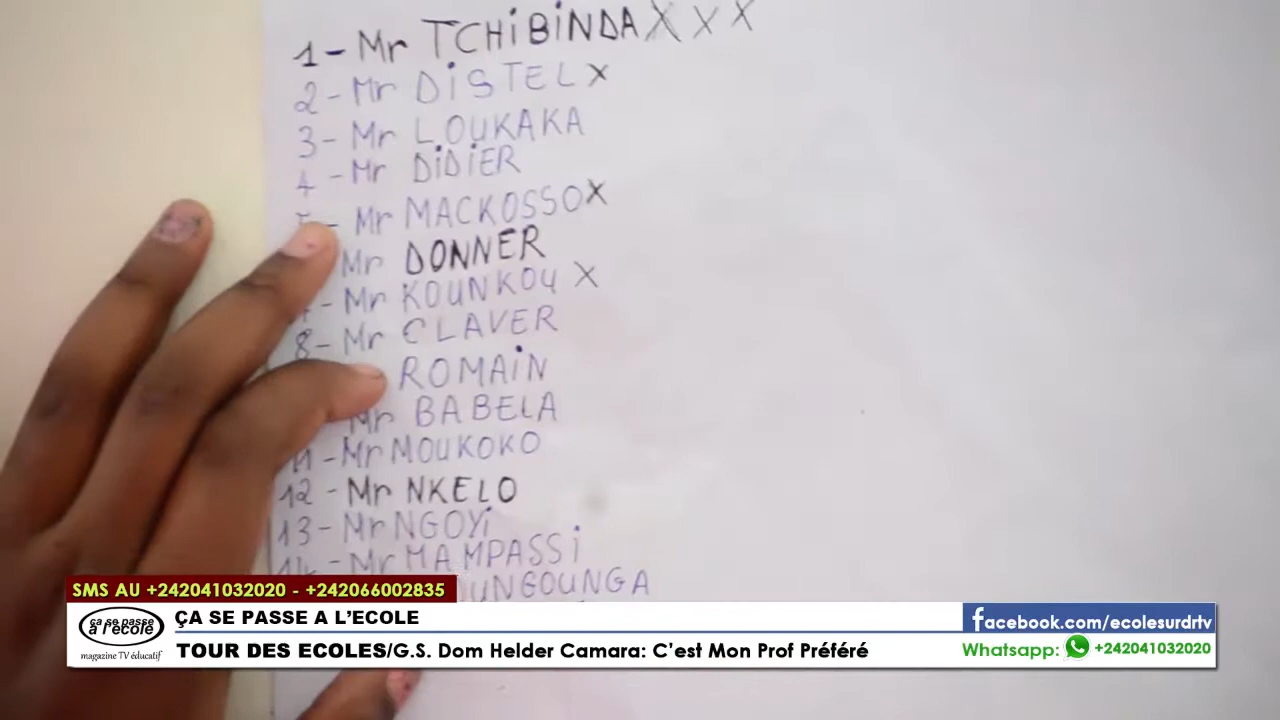 1- Mr TCHiBiNDA X X X
2- Mr DiSTEL X
3- Mr LOUKAKA
4- Mr DiDiER
- Mr MACKOSSO X
Mr DONNER
- Mr KOUNKOU X
8- Mr CLAVER
ROMAiN
Mr BABELA
11- Mr MOUKOKO
12- Mr NKELO
13- Mr NGOYi
14- Mr MAMPASSi
SMS AU +242041032020 - +242066002835
ça se passe à l'école
magazine TV éducatif
ÇA SE PASSE A L'ECOLE
facebook.com/ecolesurdrtv
TOUR DES ECOLES/G.S. Dom Helder Camara: C'est Mon Prof Préféré
Whatsapp: +242041032020